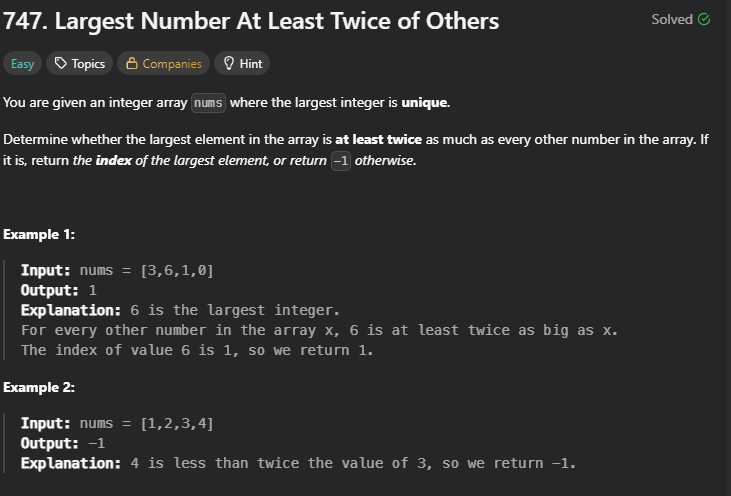 747. Largest Number At Least Twice of Others
Solved
Easy Topics Companies Hint
You are given an integer array nums where the largest integer is unique.
Determine whether the largest element in the array is at least twice as much as every other number in the array. If
it is, return the index of the largest element, or return -1 otherwise.
Example 1:
Input: nums = [3,6,1,0]
Output: 1
Explanation: 6 is the largest integer.
For every other number in the array x, 6 is at least twice as big as x.
The index of value 6 is 1, so we return 1.
Example 2:
Input: nums = [1,2,3,4]
Output: -1
Explanation: 4 is less than twice the value of 3, so we return -1.